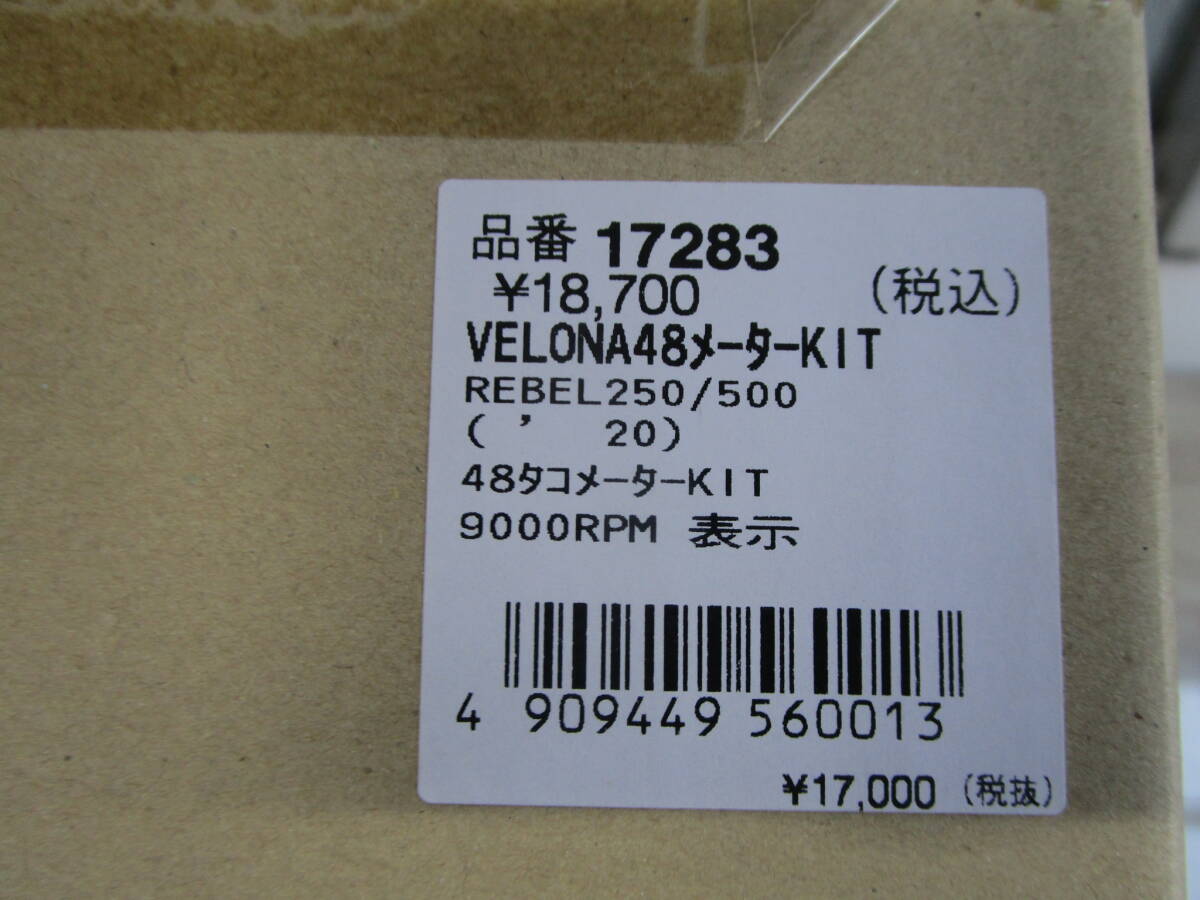 品番 17283
¥18,700 (税込)
VELONA48メーターKIT
REBEL250/500
( ’ 20)
48タコメーターKIT
9000RPM 表示
4 909449 560013
¥17,000 (税抜)